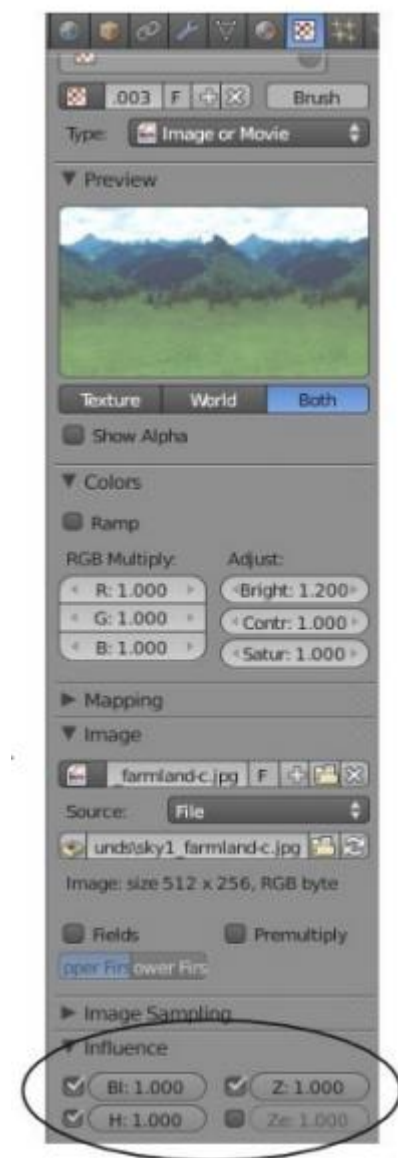 .003 F Brush
Type: Image or Movie
Preview
Texture World Both
Show Alpha
Colors
Ramp
RGB Multiply: Adjust:
R: 1.000 Bright: 1.200
G: 1.000 Contr: 1.000
B: 1.000 Satur: 1.000
Mapping
Image
_farmland-c.jpg F
Source: File
unds\sky1_farmland-c.jpg
Image: size 512 x 256, RGB byte
Fields Premultiply
pper Firs ower Firs
Image Sampling
Influence
Bl: 1.000 Z: 1.000
H: 1.000 Ze: 1.000